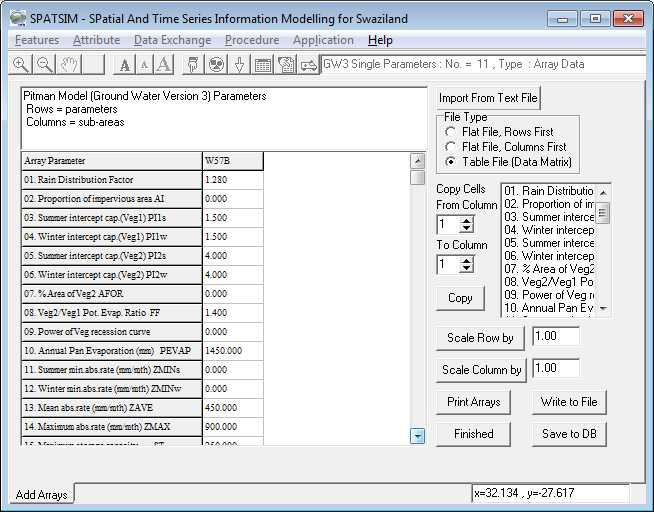 SPATSIM - SPatial And Time Series Information Modelling for Swaziland
Features Attribute Data Exchange Procedure Application Help
A A A GW3 Single Parameters : No. = 11 , Type : Array Data
Pitman Model (Ground Water Version 3) Parameters
Rows = parameters
Columns = sub-areas
Array Parameter W57B
01. Rain Distribution Factor 1.280
02. Proportion of impervious area AI 0.000
03. Summer intercept cap.(Veg1) PI1s 1.500
04. Winter intercept cap.(Veg1) PI1w 1.500
05. Summer intercept cap.(Veg2) PI2s 4.000
06. Winter intercept cap.(Veg2) PI2w 4.000
07. % Area of Veg2 AFOR 0.000
08. Veg2/Veg1 Pot. Evap. Ratio FF 1.400
09. Power of Veg recession curve 0.000
10. Annual Pan Evaporation (mm) PEVAP 1450.000
11. Summer min.abs.rate (mm/mth) ZMINs 0.000
12. Winter min.abs.rate (mm/mth) ZMINw 0.000
13. Mean abs.rate (mm/mth) ZAVE 450.000
14. Maximum abs.rate (mm/mth) ZMAX 900.000
15. Maximum storage capacity ST 250.000
Import From Text File
File Type
Flat File, Rows First
Flat File, Columns First
Table File (Data Matrix)
Copy Cells
From Column
1
To Column
1
Copy
01. Rain Distributio
02. Proportion of im
03. Summer interce
04. Winter intercep
05. Summer interce
06. Winter intercep
07. % Area of Veg2
08. Veg2/Veg1 Po
09. Power of Veg re
10. Annual Pan Ev
Scale Row by 1.00
Scale Column by 1.00
Print Arrays Write to File
Finished Save to DB
Add Arrays x=32.134 , y=-27.617